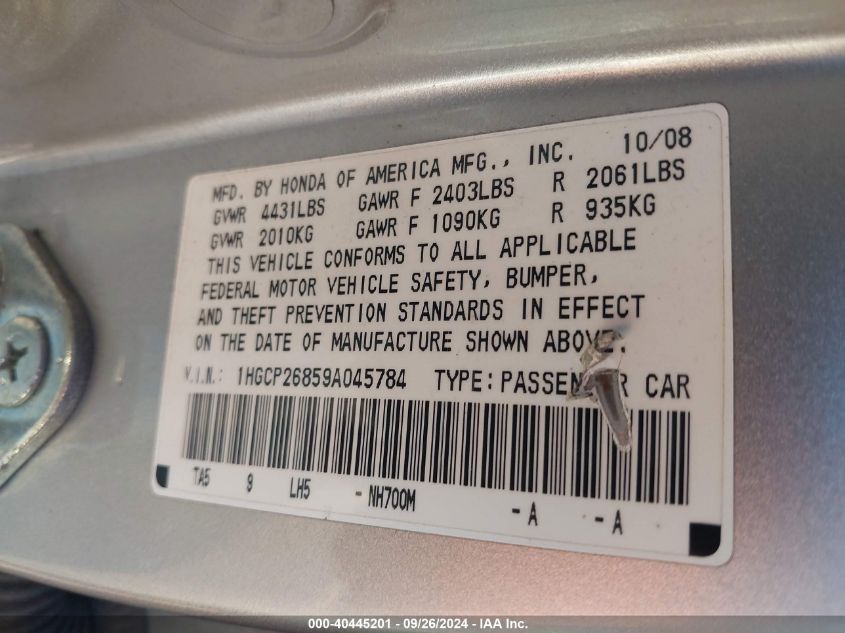 MFD. BY HONDA OF AMERICA MFG., INC. 10/08
GVWR 4431LBS GAWR F 2403LBS R 2061LBS
GVWR 2010KG GAWR F 1090KG R 935KG
THIS VEHICLE CONFORMS TO ALL APPLICABLE
FEDERAL MOTOR VEHICLE SAFETY, BUMPER,
AND THEFT PREVENTION STANDARDS IN EFFECT
ON THE DATE OF MANUFACTURE SHOWN ABOVE.
V.I.N.: 1HGCP26859A045784 TYPE: CAR
TA5 9 LH5 - NH700M - A - A
000-40445201 - 09/26/2024 - IAA Inc.